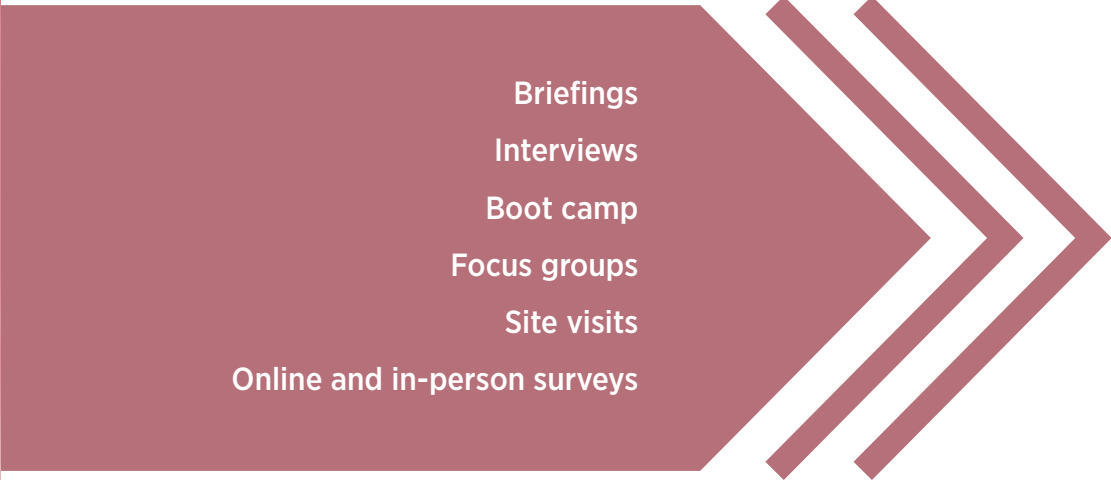 Briefings
Interviews
Boot camp
Focus groups
Site visits
Online and in-person surveys